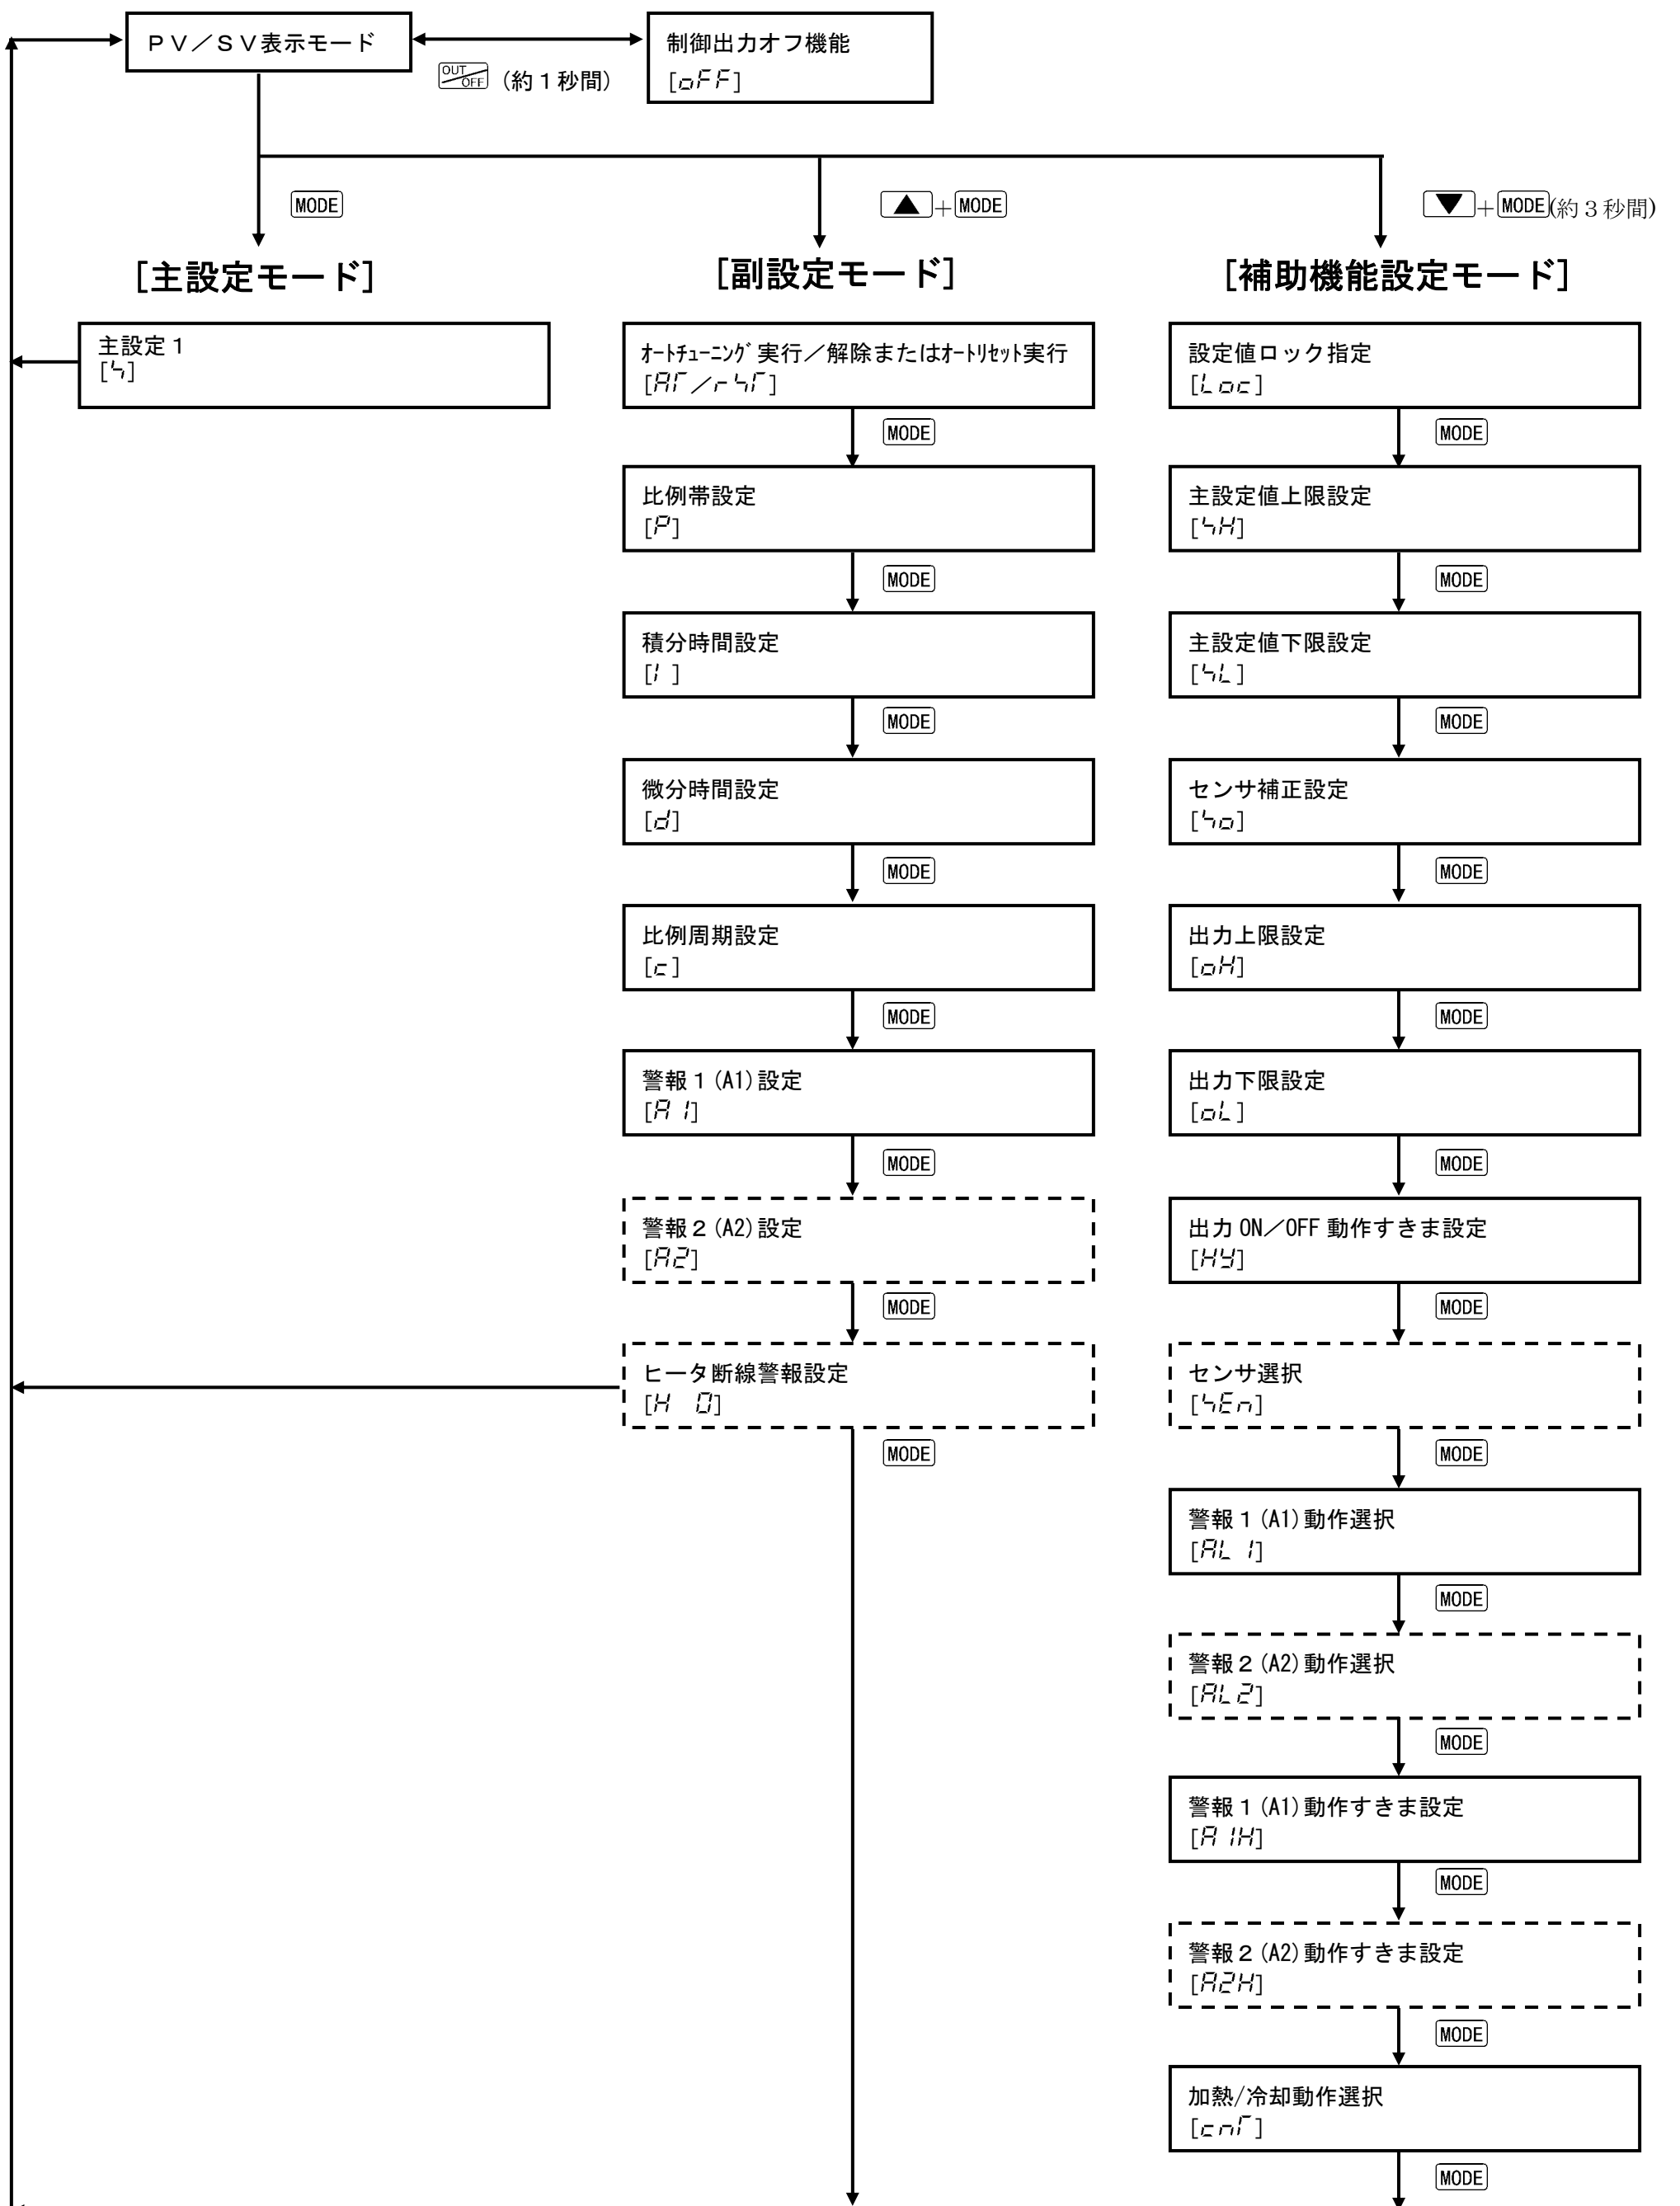 ＰＶ／ＳＶ表示モード
OUT/OFF (約１秒間)
制御出力オフ機能
[oFF]
MODE
▲+MODE
▼+MODE(約３秒間)
[主設定モード]
主設定１
[S]
[副設定モード]
ｵｰﾄﾁｭｰﾆﾝｸﾞ実行／解除またはｵｰﾄﾘｾｯﾄ実行
[AT／rST]
MODE
比例帯設定
[P]
MODE
積分時間設定
[I ]
MODE
微分時間設定
[d]
MODE
比例周期設定
[c]
MODE
警報１(A1)設定
[A1]
MODE
警報２(A2)設定
[A2]
MODE
ヒータ断線警報設定
[H 0]
MODE
[補助機能設定モード]
設定値ロック指定
[Loc]
MODE
主設定値上限設定
[SH]
MODE
主設定値下限設定
[SL]
MODE
センサ補正設定
[So]
MODE
出力上限設定
[oH]
MODE
出力下限設定
[oL]
MODE
出力 ON／OFF 動作すきま設定
[HY]
MODE
センサ選択
[SEn]
MODE
警報１(A1)動作選択
[AL1]
MODE
警報２(A2)動作選択
[AL2]
MODE
警報１(A1)動作すきま設定
[A1H]
MODE
警報２(A2)動作すきま設定
[A2H]
MODE
加熱/冷却動作選択
[cnT]
MODE